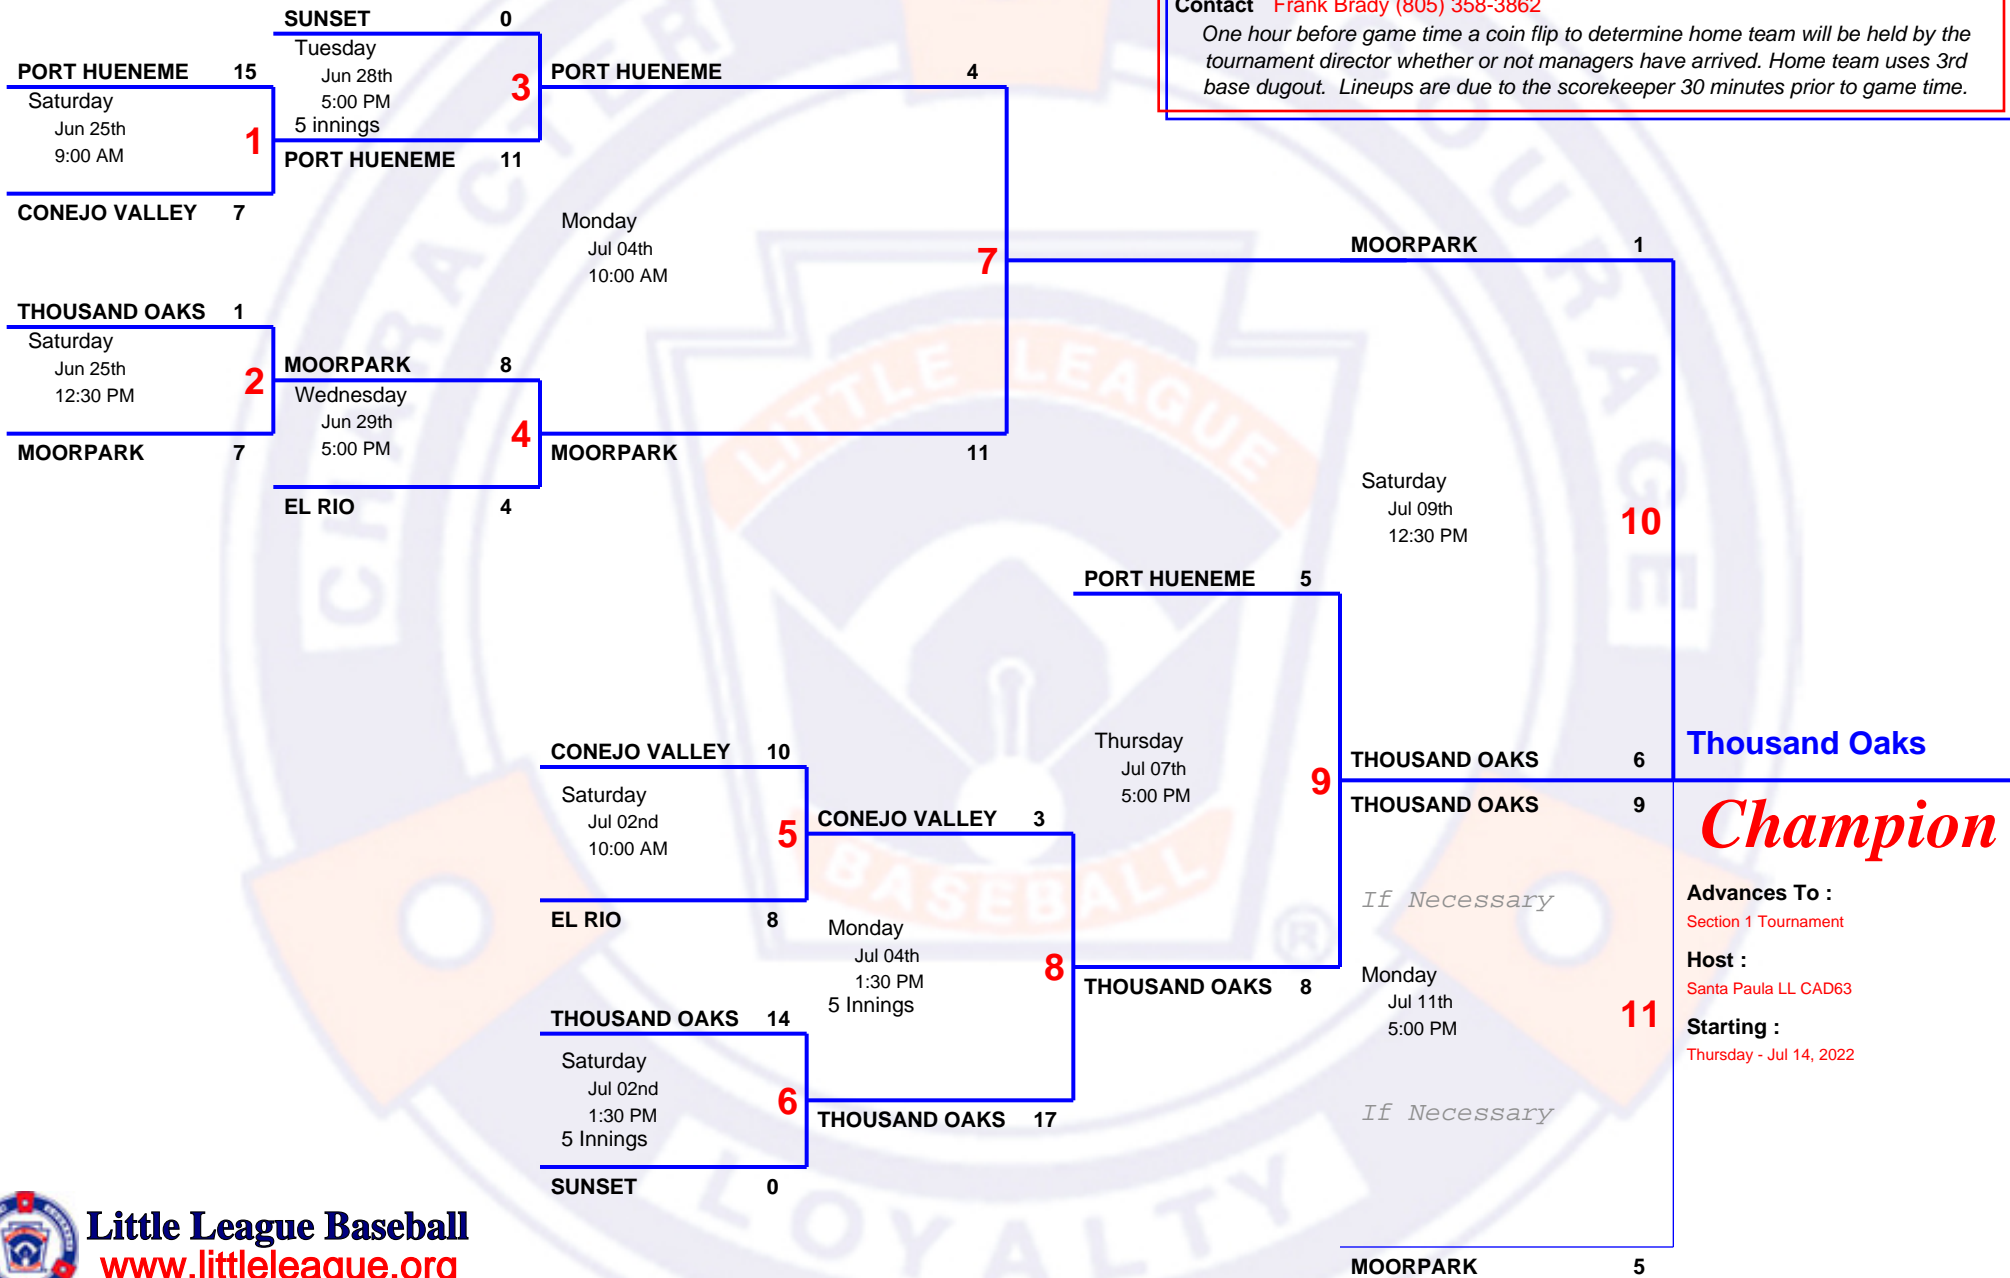 Contact Frank Brady (805) 358-3862
One hour before game time a coin flip to determine home team will be held by the
tournament director whether or not managers have arrived. Home team uses 3rd
base dugout. Lineups are due to the scorekeeper 30 minutes prior to game time.
SUNSET 0
Tuesday
Jun 28th
5:00 PM
5 innings
3
PORT HUENEME 11
PORT HUENEME 15
Saturday
Jun 25th
9:00 AM
1
CONEJO VALLEY 7
PORT HUENEME 4
Monday
Jul 04th
10:00 AM
7
MOORPARK 11
THOUSAND OAKS 1
Saturday
Jun 25th
12:30 PM
2
MOORPARK 7
MOORPARK 8
Wednesday
Jun 29th
5:00 PM
4
EL RIO 4
MOORPARK 1
Saturday
Jul 09th
12:30 PM
10
THOUSAND OAKS 6
PORT HUENEME 5
Thursday
Jul 07th
5:00 PM
9
THOUSAND OAKS 8
CONEJO VALLEY 10
Saturday
Jul 02nd
10:00 AM
5
EL RIO 8
CONEJO VALLEY 3
Monday
Jul 04th
1:30 PM
5 Innings
8
THOUSAND OAKS 17
THOUSAND OAKS 14
Saturday
Jul 02nd
1:30 PM
5 Innings
6
SUNSET 0
THOUSAND OAKS 9
If Necessary
Monday
Jul 11th
5:00 PM
11
If Necessary
MOORPARK 5
Thousand Oaks
Champion
Advances To :
Section 1 Tournament
Host :
Santa Paula LL CAD63
Starting :
Thursday - Jul 14, 2022
CHARACTER
COURAGE
LOYALTY
LITTLE LEAGUE
BASEBALL
®
Little League Baseball
www.littleleague.org